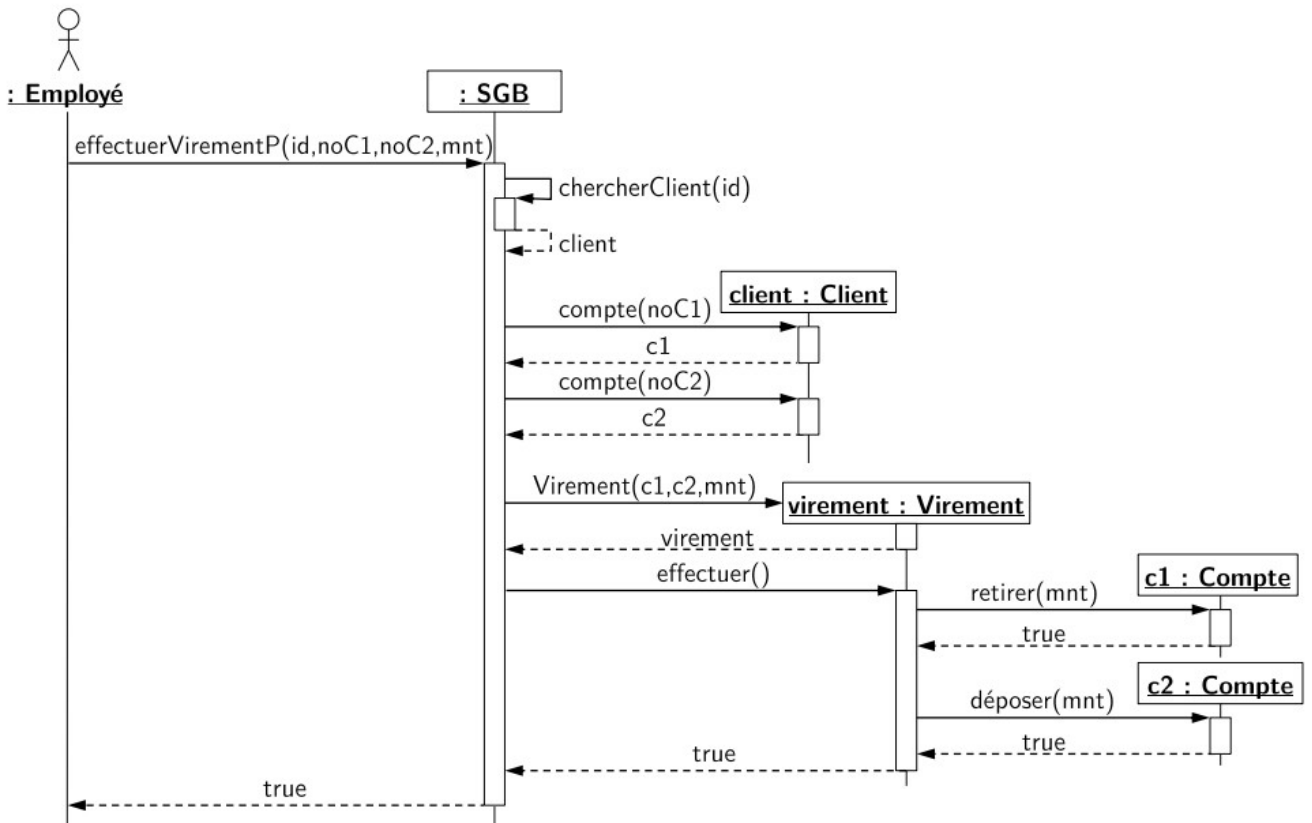 : Employé
: SGB
effectuerVirementP(id,noC1,noC2,mnt)
chercherClient(id)
client
client : Client
compte(noC1)
c1
compte(noC2)
c2
Virement(c1,c2,mnt)
virement : Virement
virement
effectuer()
c1 : Compte
retirer(mnt)
true
c2 : Compte
déposer(mnt)
true
true
true